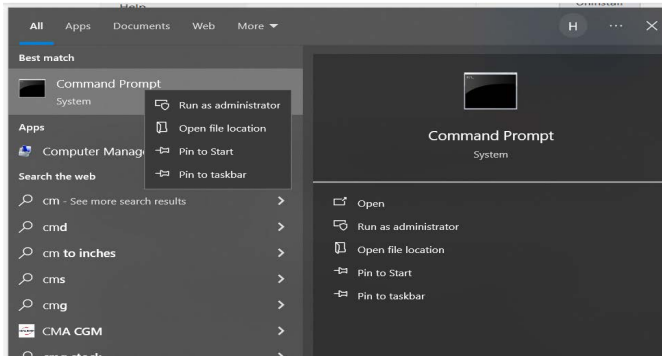 Help
Uninstall
All Apps Documents Web More
H ...
Best match
Command Prompt
System
Run as administrator
Open file location
Pin to Start
Pin to taskbar
Apps
Computer Manag
Search the web
cm - See more search results
cmd
cm to inches
cms
cmg
CMA CGM
Command Prompt
System
Open
Run as administrator
Open file location
Pin to Start
Pin to taskbar